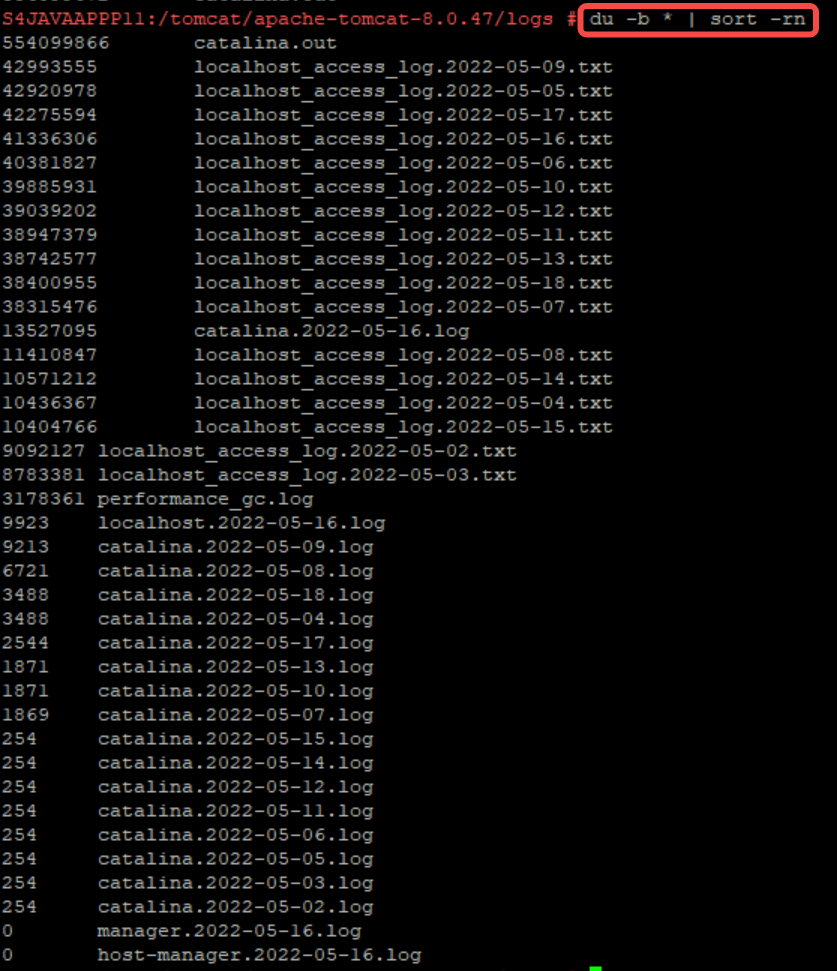 S4JAVAAPPP11:/tomcat/apache-tomcat-8.0.47/logs # du -b * | sort -rn
554099866 catalina.out
42993555 localhost_access_log.2022-05-09.txt
42920978 localhost_access_log.2022-05-05.txt
42275594 localhost_access_log.2022-05-17.txt
41336306 localhost_access_log.2022-05-16.txt
40381827 localhost_access_log.2022-05-06.txt
39885931 localhost_access_log.2022-05-10.txt
39039202 localhost_access_log.2022-05-12.txt
38947379 localhost_access_log.2022-05-11.txt
38742577 localhost_access_log.2022-05-13.txt
38400955 localhost_access_log.2022-05-18.txt
38315476 localhost_access_log.2022-05-07.txt
13527095 catalina.2022-05-16.log
11410847 localhost_access_log.2022-05-08.txt
10571212 localhost_access_log.2022-05-14.txt
10436367 localhost_access_log.2022-05-04.txt
10404766 localhost_access_log.2022-05-15.txt
9092127 localhost_access_log.2022-05-02.txt
8783381 localhost_access_log.2022-05-03.txt
3178361 performance_gc.log
9923 localhost.2022-05-16.log
9213 catalina.2022-05-09.log
6721 catalina.2022-05-08.log
3488 catalina.2022-05-18.log
3488 catalina.2022-05-04.log
2544 catalina.2022-05-17.log
1871 catalina.2022-05-13.log
1871 catalina.2022-05-10.log
1869 catalina.2022-05-07.log
254 catalina.2022-05-15.log
254 catalina.2022-05-14.log
254 catalina.2022-05-12.log
254 catalina.2022-05-11.log
254 catalina.2022-05-06.log
254 catalina.2022-05-05.log
254 catalina.2022-05-03.log
254 catalina.2022-05-02.log
0 manager.2022-05-16.log
0 host-manager.2022-05-16.log